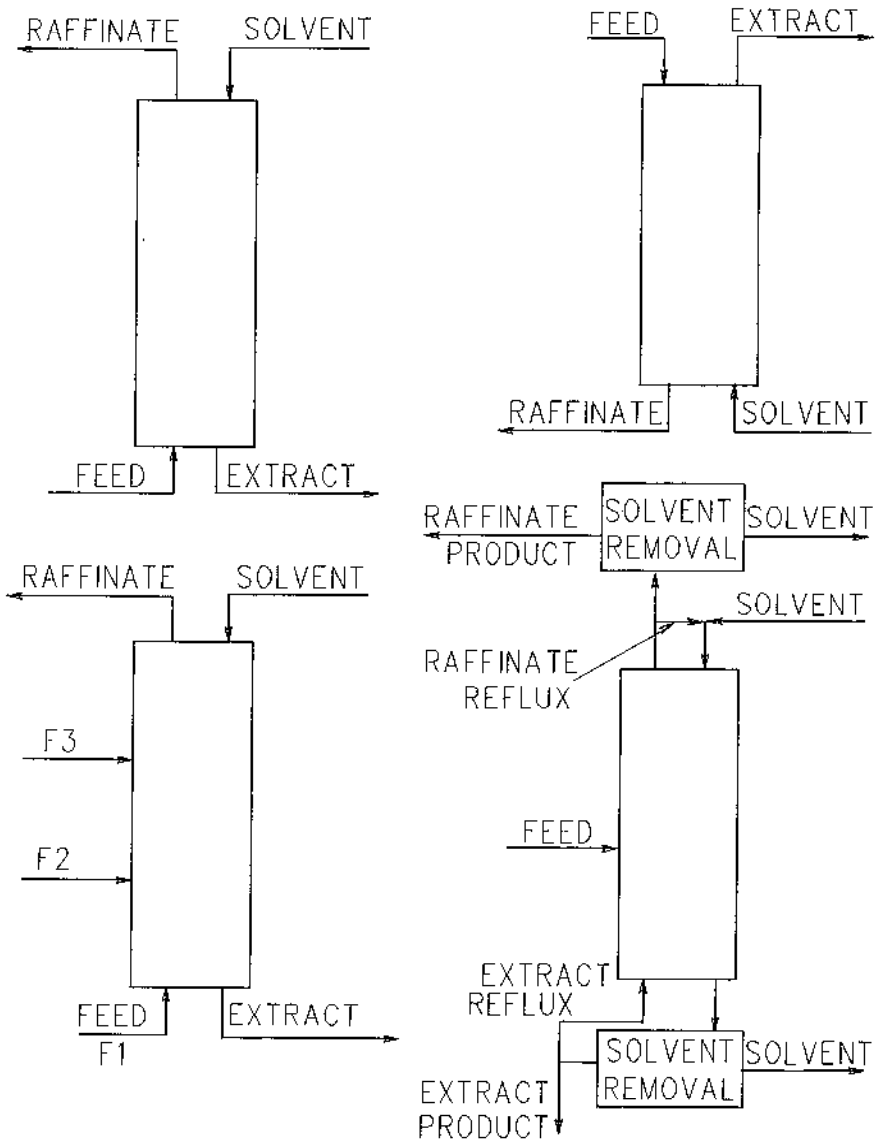 RAFFINATE
SOLVENT
FEED
EXTRACT
FEED
EXTRACT
RAFFINATE
SOLVENT
RAFFINATE
SOLVENT
F3
F2
FEED
F1
EXTRACT
RAFFINATE
PRODUCT
SOLVENT
REMOVAL
SOLVENT
SOLVENT
RAFFINATE
REFLUX
FEED
EXTRACT
REFLUX
SOLVENT
REMOVAL
SOLVENT
EXTRACT
PRODUCT